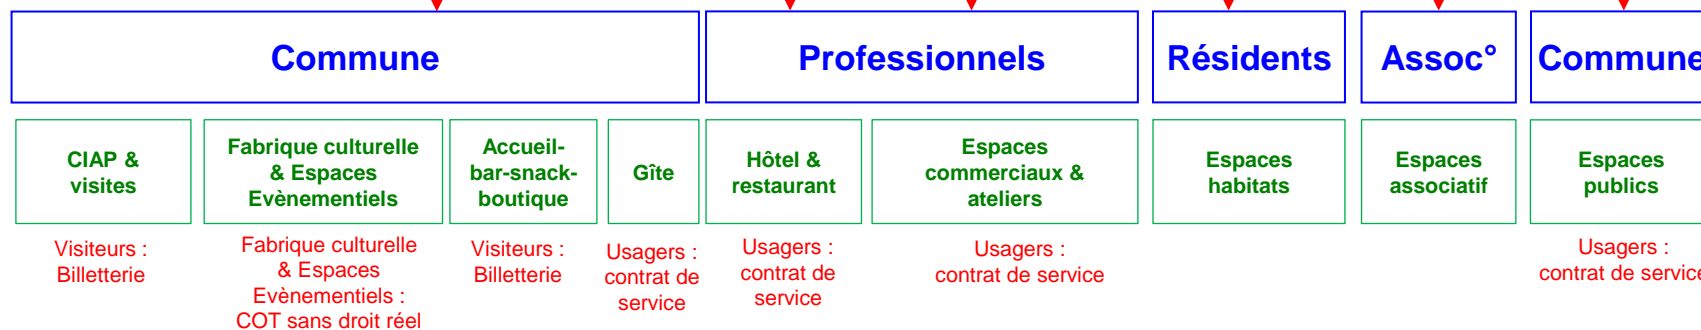 Commune
Professionnels
Résidents
Assoc°
Commune
CIAP &
visites
Fabrique culturelle
& Espaces
Evènementiels
Accueil-
bar-snack-
boutique
Gîte
Hôtel &
restaurant
Espaces
commerciaux &
ateliers
Espaces
habitats
Espaces
associatif
Espaces
publics
Visiteurs :
Billetterie
Fabrique culturelle
& Espaces
Evènementiels :
COT sans droit réel
Visiteurs :
Billetterie
Usagers :
contrat de
service
Usagers :
contrat de
service
Usagers :
contrat de service
Usagers :
contrat de service